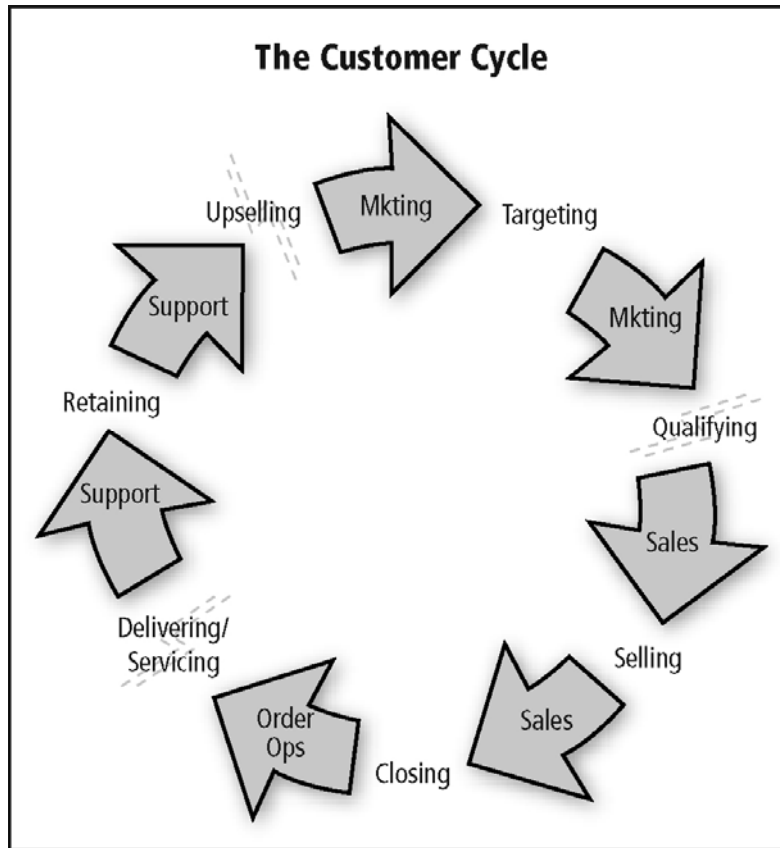 The Customer Cycle
Mkting
Targeting
Mkting
Qualifying
Sales
Selling
Sales
Closing
Order
Ops
Delivering/
Servicing
Support
Retaining
Support
Upselling